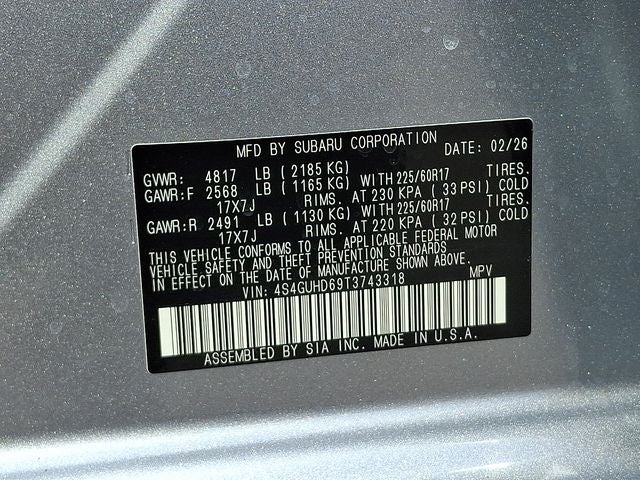 MFD BY SUBARU CORPORATION DATE: 02/26
GVWR: 4817 LB (2185 KG)
GAWR:F 2568 LB (1165 KG) WITH 225/60R17 TIRES.
17X7J RIMS. AT 230 KPA (33 PSI) COLD
GAWR:R 2491 LB (1130 KG) WITH 225/60R17 TIRES.
17X7J RIMS. AT 220 KPA (32 PSI) COLD
THIS VEHICLE CONFORMS TO ALL APPLICABLE FEDERAL MOTOR
VEHICLE SAFETY AND THEFT PREVENTION STANDARDS
IN EFFECT ON THE DATE OF MANUFACTURE SHOWN ABOVE.
VIN: 4S4GUHD69T3743318 MPV
ASSEMBLED BY SIA INC. MADE IN U.S.A.